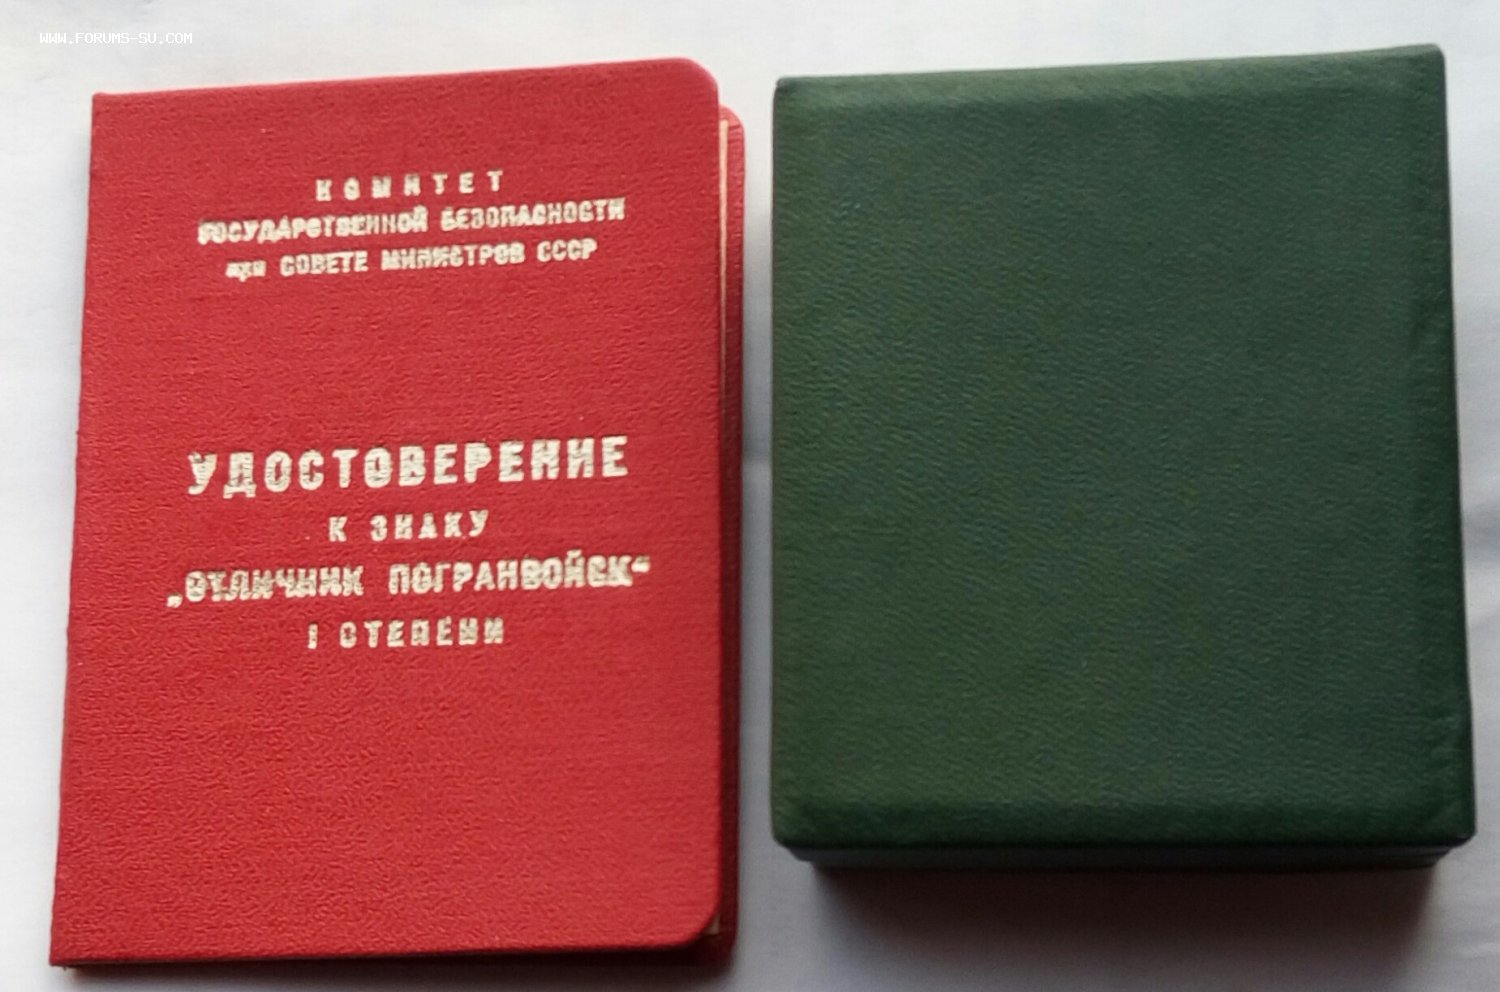 WWW.FORUMS-SU.COM
КОМИТЕТ
ГОСУДАРСТВЕННОЙ БЕЗОПАСНОСТИ
при СОВЕТЕ МИНИСТРОВ СССР
УДОСТОВЕРЕНИЕ
К ЗНАКУ
„ОТЛИЧНИК ПОГРАНВОЙСК“
I СТЕПЕНИ